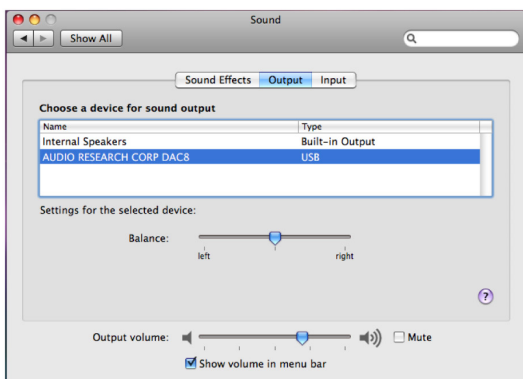 Sound
Show All
Sound Effects Output Input
Choose a device for sound output
Name Type
Internal Speakers Built-in Output
AUDIO RESEARCH CORP DAC8 USB
Settings for the selected device:
Balance:
left right
?
Output volume: Mute
Show volume in menu bar